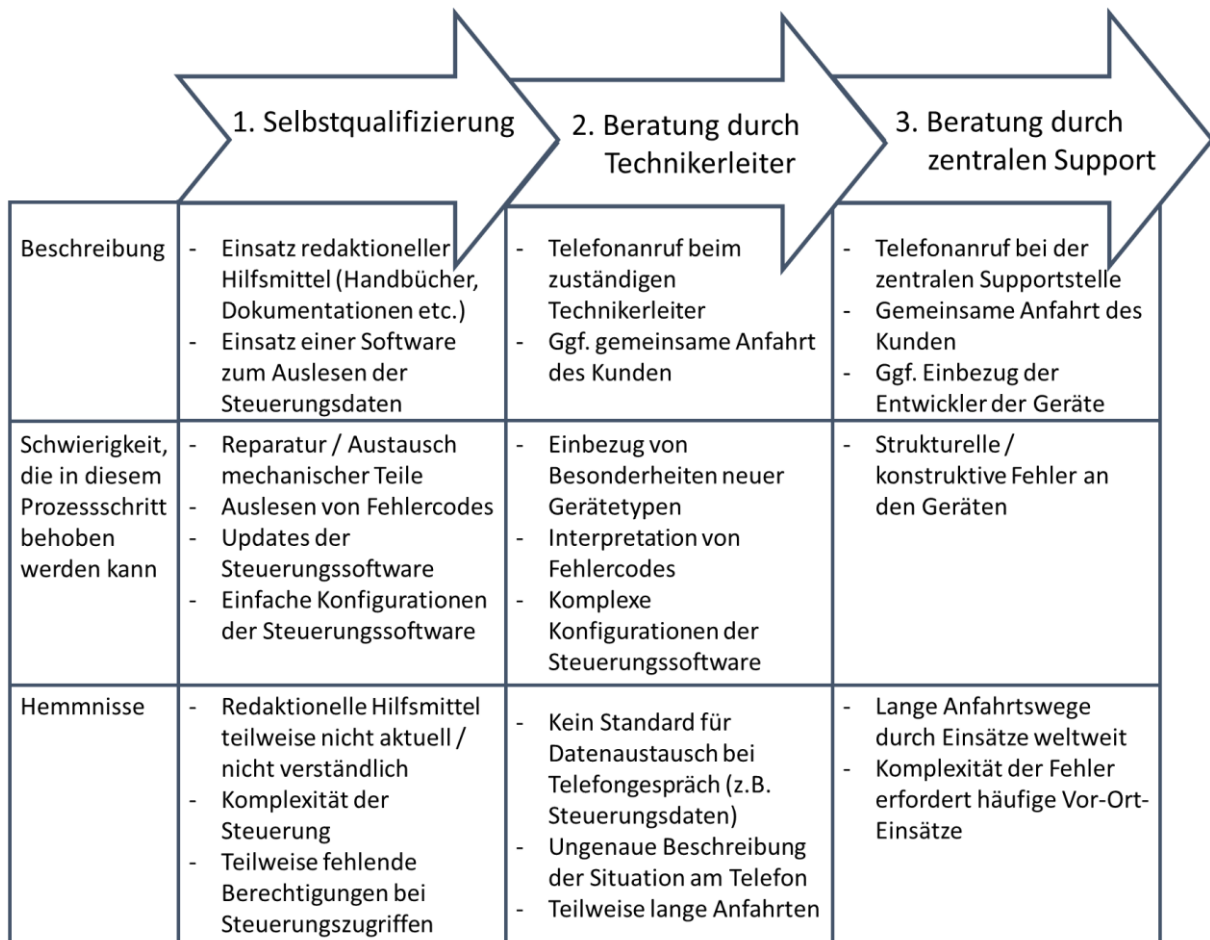 1. Selbstqualifizierung
2. Beratung durch
Technikerleiter
3. Beratung durch
zentralen Support
Beschreibung
- Einsatz redaktioneller
Hilfsmittel (Handbücher,
Dokumentationen etc.)
- Einsatz einer Software
zum Auslesen der
Steuerungsdaten
- Telefonanruf beim
zuständigen
Technikerleiter
- Ggf. gemeinsame Anfahrt
des Kunden
- Telefonanruf bei der
zentralen Supportstelle
- Gemeinsame Anfahrt des
Kunden
- Ggf. Einbezug der
Entwickler der Geräte
Schwierigkeit,
die in diesem
Prozessschritt
behoben
werden kann
- Reparatur / Austausch
mechanischer Teile
- Auslesen von Fehlercodes
- Updates der
Steuerungssoftware
- Einfache Konfigurationen
der Steuerungssoftware
- Einbezug von
Besonderheiten neuer
Gerätetypen
- Interpretation von
Fehlercodes
- Komplexe
Konfigurationen der
Steuerungssoftware
- Strukturelle /
konstruktive Fehler an
den Geräten
Hemmnisse
- Redaktionelle Hilfsmittel
teilweise nicht aktuell /
nicht verständlich
- Komplexität der
Steuerung
- Teilweise fehlende
Berechtigungen bei
Steuerungszugriffen
- Kein Standard für
Datenaustausch bei
Telefongespräch (z.B.
Steuerungsdaten)
- Ungenaue Beschreibung
der Situation am Telefon
- Teilweise lange Anfahrten
- Lange Anfahrtswege
durch Einsätze weltweit
- Komplexität der Fehler
erfordert häufige Vor-Ort-
Einsätze